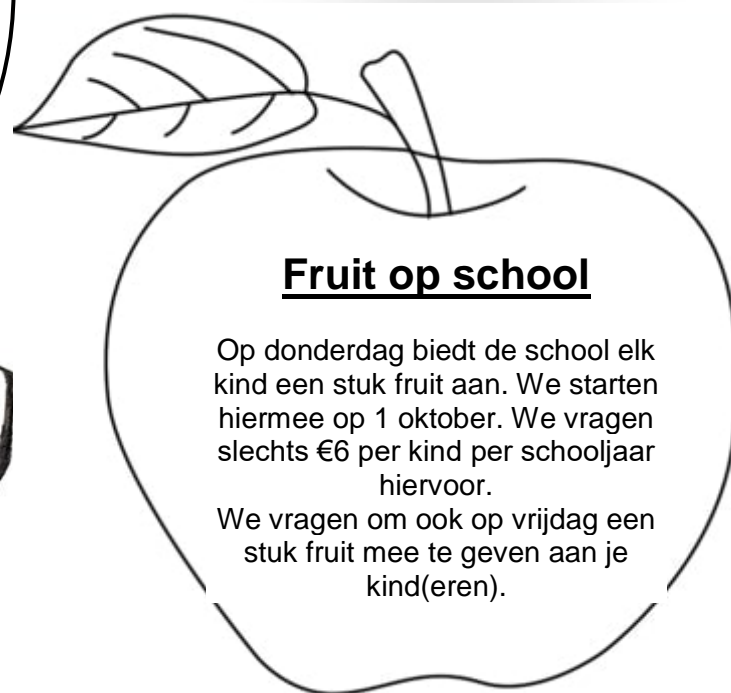 Fruit op school
Op donderdag biedt de school elk
kind een stuk fruit aan. We starten
hiermee op 1 oktober. We vragen
slechts €6 per kind per schooljaar
hiervoor.
We vragen om ook op vrijdag een
stuk fruit mee te geven aan je
kind(eren).